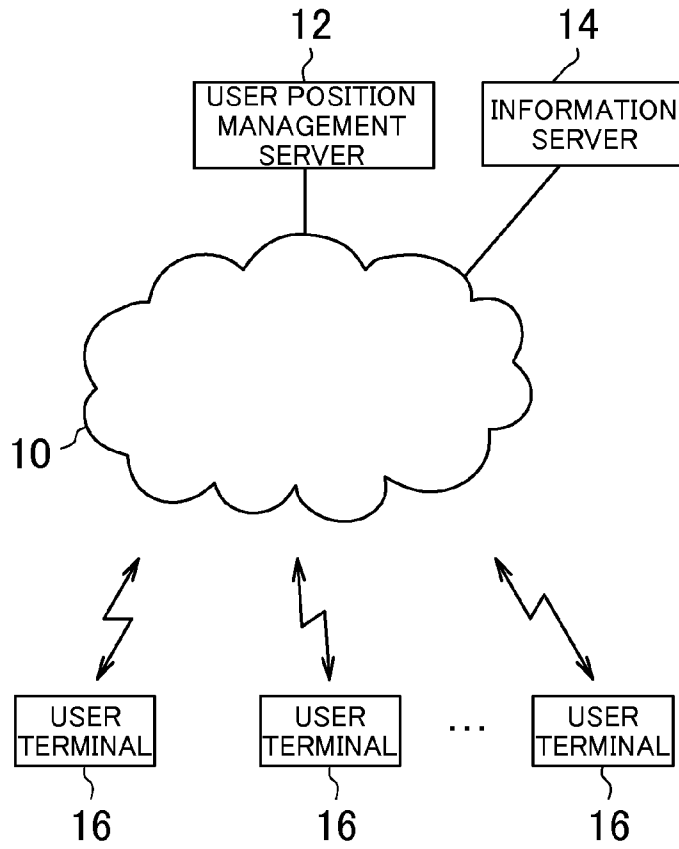 12
14
USER POSITION
MANAGEMENT
SERVER
INFORMATION
SERVER
10
USER
TERMINAL
USER
TERMINAL
...
USER
TERMINAL
16
16
16